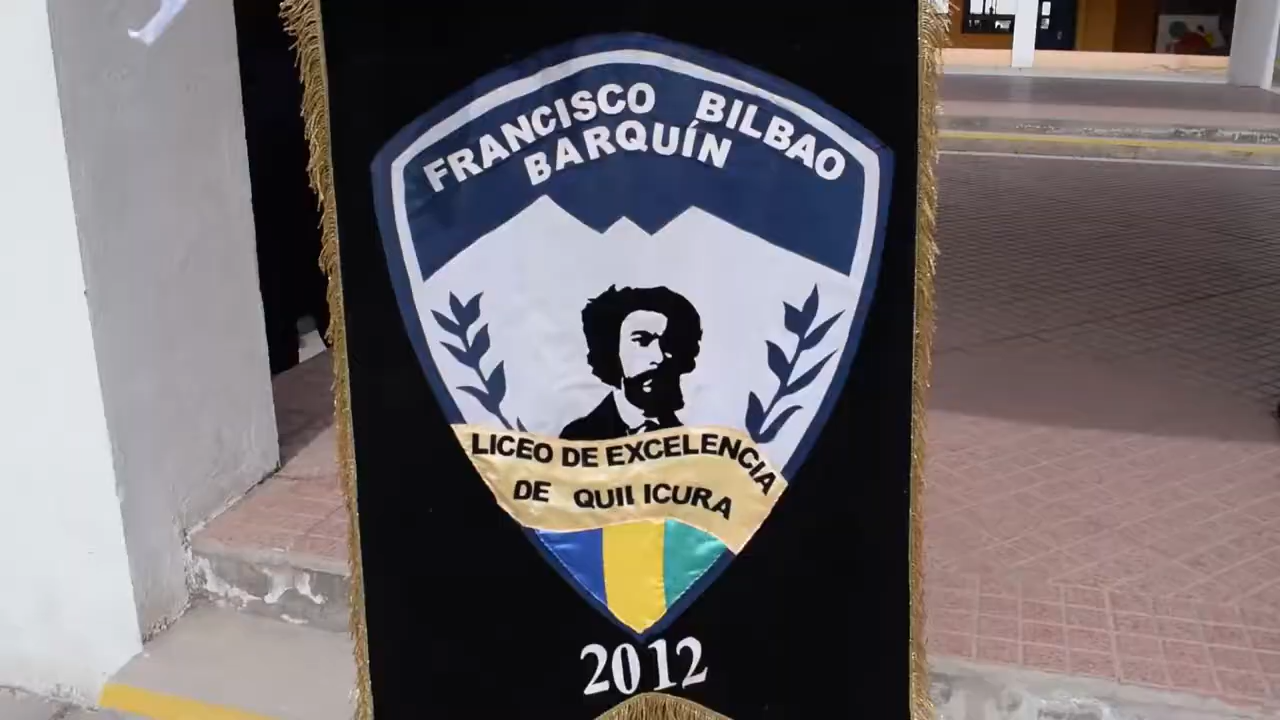 FRANCISCO BILBAO
BARQUÍN
LICEO DE EXCELENCIA
DE QUILICURA
2012